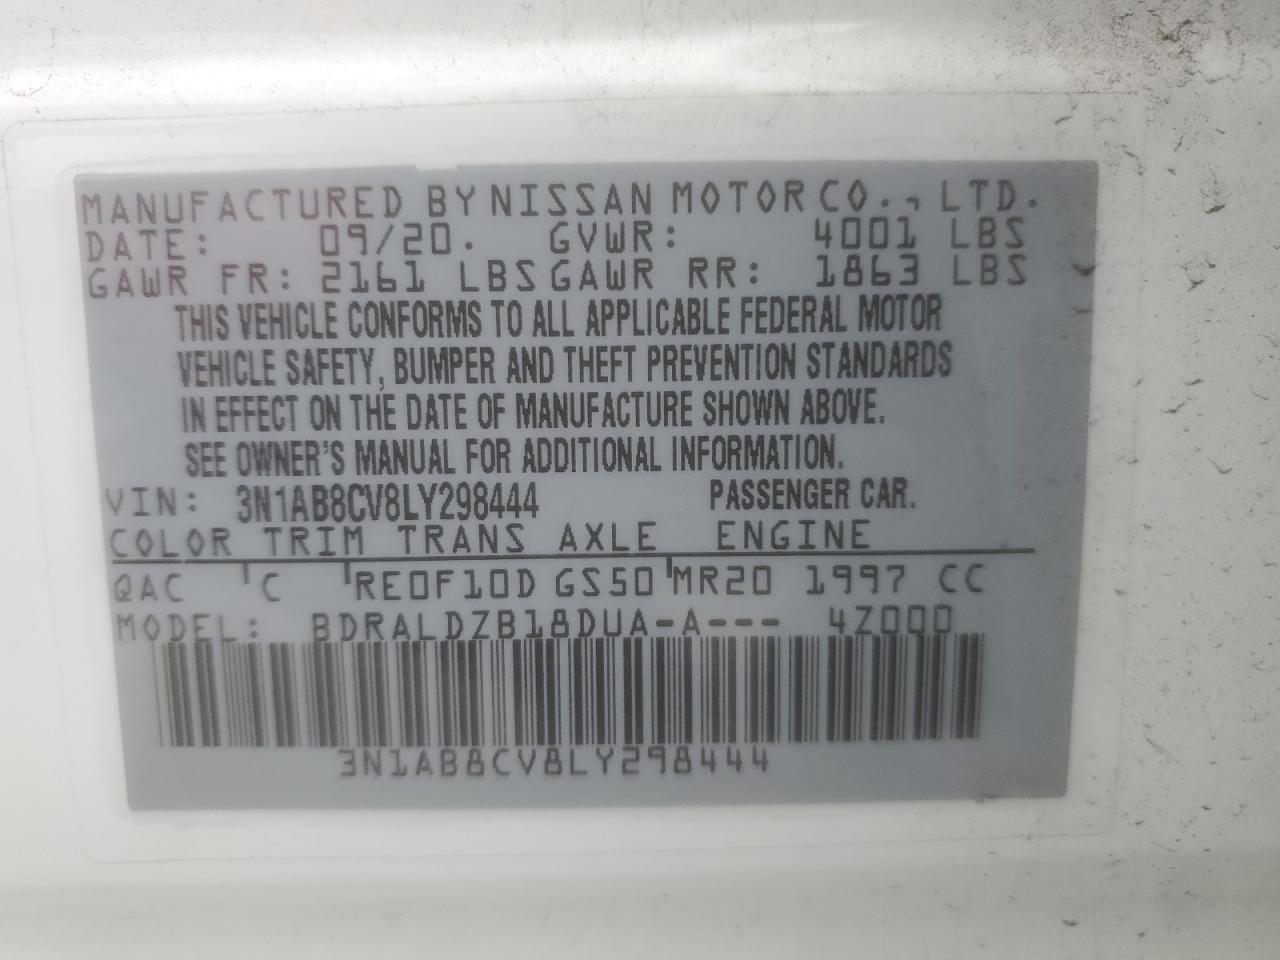 MANUFACTURED BY NISSAN MOTOR CO., LTD.
DATE: 09/20. GVWR: 4001 LBS
GAWR FR: 2161 LBS GAWR RR: 1863 LBS
THIS VEHICLE CONFORMS TO ALL APPLICABLE FEDERAL MOTOR
VEHICLE SAFETY, BUMPER AND THEFT PREVENTION STANDARDS
IN EFFECT ON THE DATE OF MANUFACTURE SHOWN ABOVE.
SEE OWNER'S MANUAL FOR ADDITIONAL INFORMATION.
VIN: 3N1AB8CV8LY298444 PASSENGER CAR.
COLOR TRIM TRANS AXLE ENGINE
QAC C RE0F10D GS50 MR20 1997 CC
MODEL: BDRALDZB18DUA-A--- 4Z000
3N1AB8CV8LY298444